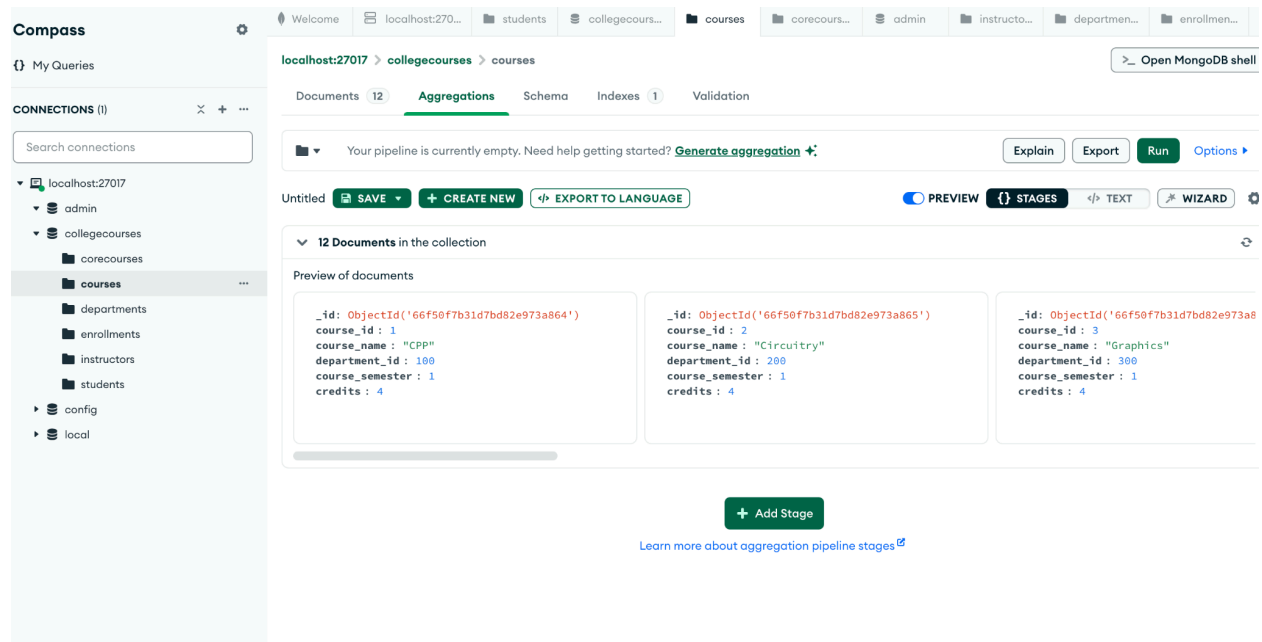 Compass
{} My Queries
CONNECTIONS (1)
Search connections
localhost:27017
admin
collegecourses
corecourses
courses
departments
enrollments
instructors
students
config
local
Welcome localhost:270... students collegecours... courses corecours... admin instructo... departmen... enrollmen...
localhost:27017 > collegecourses > courses
>_ Open MongoDB shell
Documents 12 Aggregations Schema Indexes 1 Validation
Your pipeline is currently empty. Need help getting started? Generate aggregation
Explain Export Run Options
Untitled SAVE + CREATE NEW </> EXPORT TO LANGUAGE
PREVIEW {} STAGES </> TEXT WIZARD
12 Documents in the collection
Preview of documents
_id: ObjectId('66f50f7b31d7bd82e973a864')
course_id : 1
course_name : "CPP"
department_id : 100
course_semester : 1
credits : 4
_id: ObjectId('66f50f7b31d7bd82e973a865')
course_id : 2
course_name : "Circuitry"
department_id : 200
course_semester : 1
credits : 4
_id: ObjectId('66f50f7b31d7bd82e973a8
course_id : 3
course_name : "Graphics"
department_id : 300
course_semester : 1
credits : 4
+ Add Stage
Learn more about aggregation pipeline stages